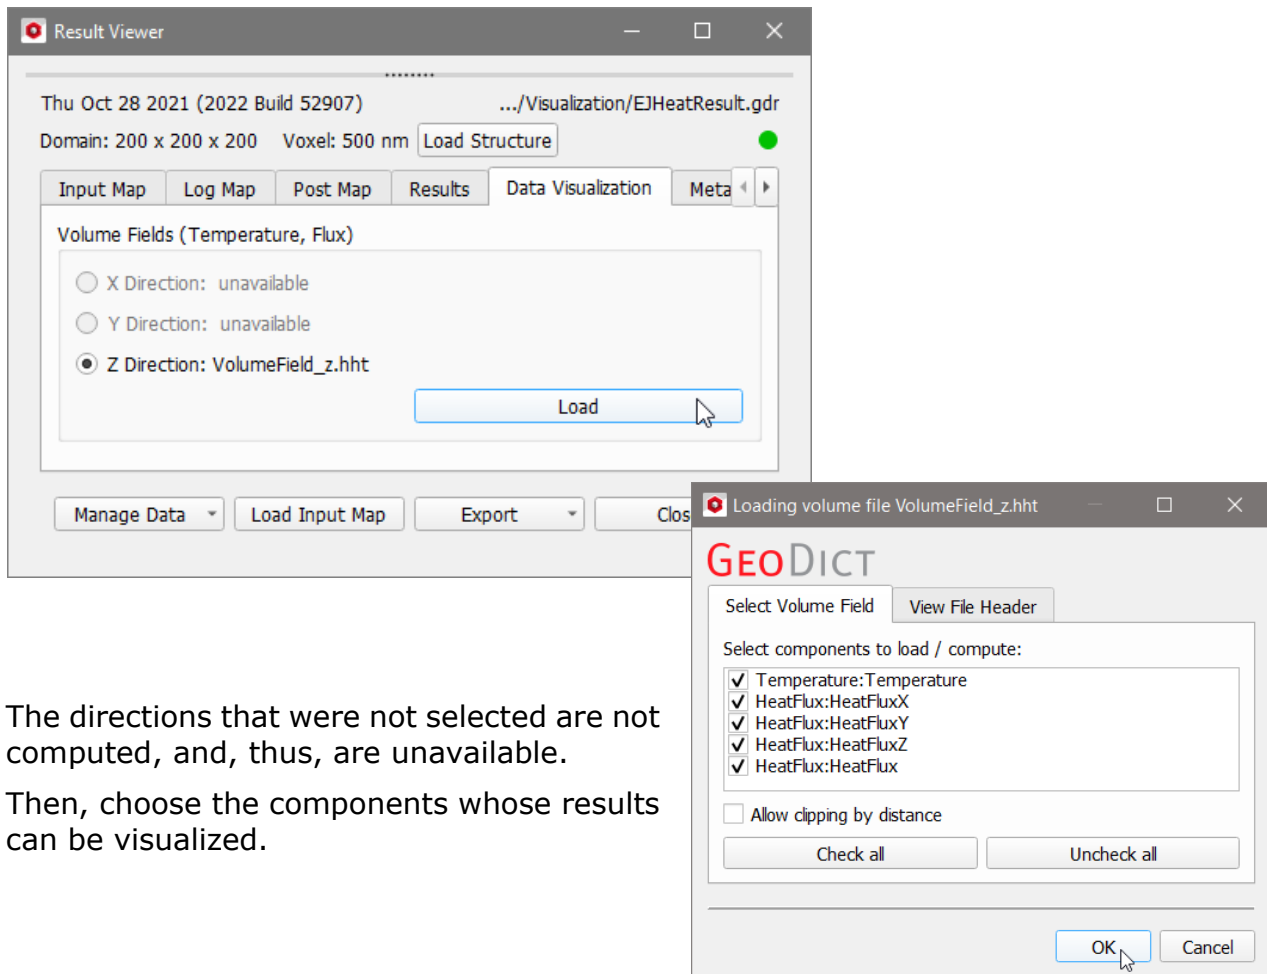 Result Viewer
Thu Oct 28 2021 (2022 Build 52907) .../Visualization/EJHeatResult.gdr
Domain: 200 x 200 x 200 Voxel: 500 nm Load Structure
Input Map Log Map Post Map Results Data Visualization Meta
Volume Fields (Temperature, Flux)
X Direction: unavailable
Y Direction: unavailable
Z Direction: VolumeField_z.hht
Load
Manage Data Load Input Map Export Clos
Loading volume file VolumeField_z.hht
GEODICT
Select Volume Field View File Header
Select components to load / compute:
Temperature:Temperature
HeatFlux:HeatFluxX
HeatFlux:HeatFluxY
HeatFlux:HeatFluxZ
HeatFlux:HeatFlux
Allow clipping by distance
Check all Uncheck all
OK Cancel
The directions that were not selected are not
computed, and, thus, are unavailable.
Then, choose the components whose results
can be visualized.